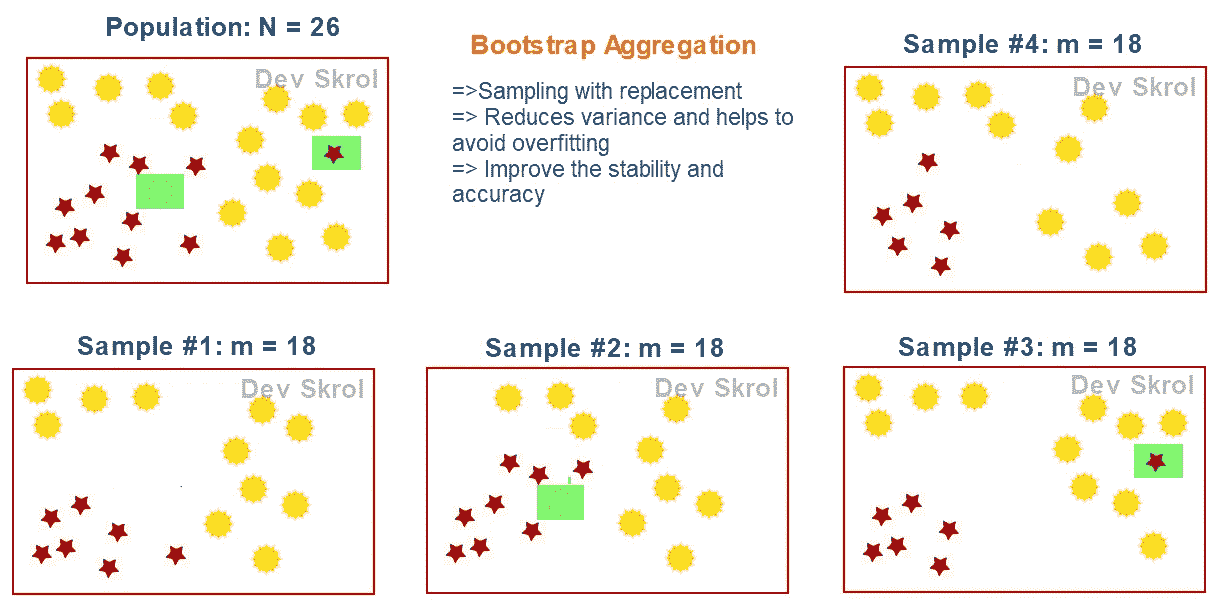 Population: N = 26
Dev Skrol
Bootstrap Aggregation
=>Sampling with replacement
=> Reduces variance and helps to
avoid overfitting
=> Improve the stability and
accuracy
Sample #4: m = 18
Dev Skrol
Sample #1: m = 18
Dev Skrol
Sample #2: m = 18
Dev Skrol
Sample #3: m = 18
Dev Skrol